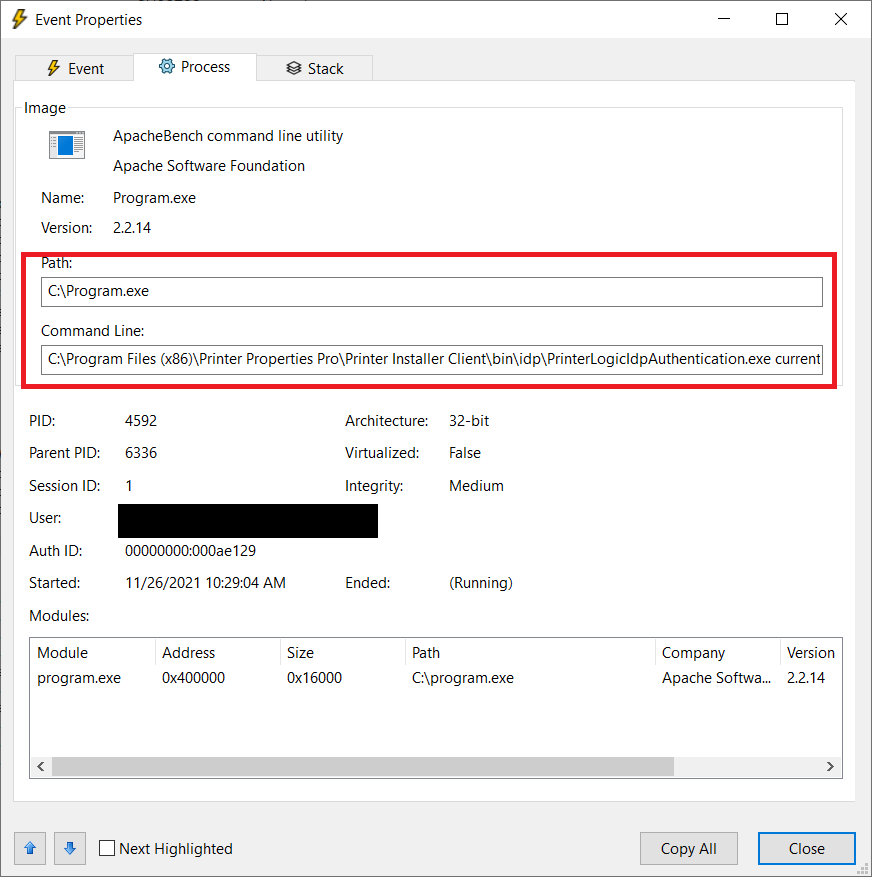 Event Properties
Event Process Stack
Image
ApacheBench command line utility
Apache Software Foundation
Name: Program.exe
Version: 2.2.14
Path:
C:\Program.exe
Command Line:
C:\Program Files (x86)\Printer Properties Pro\Printer Installer Client\bin\idp\PrinterLogicIdpAuthentication.exe current
PID: 4592 Architecture: 32-bit
Parent PID: 6336 Virtualized: False
Session ID: 1 Integrity: Medium
User:
Auth ID: 00000000:000ae129
Started: 11/26/2021 10:29:04 AM Ended: (Running)
Modules:
Module Address Size Path Company Version
program.exe 0x400000 0x16000 C:\program.exe Apache Softwa... 2.2.14
Next Highlighted Copy All Close